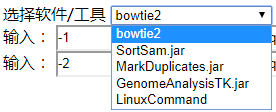 选择软件/工具 bowtie2
输入： -1
输入： -2
bowtie2
SortSam.jar
MarkDuplicates.jar
GenomeAnalysisTK.jar
LinuxCommand